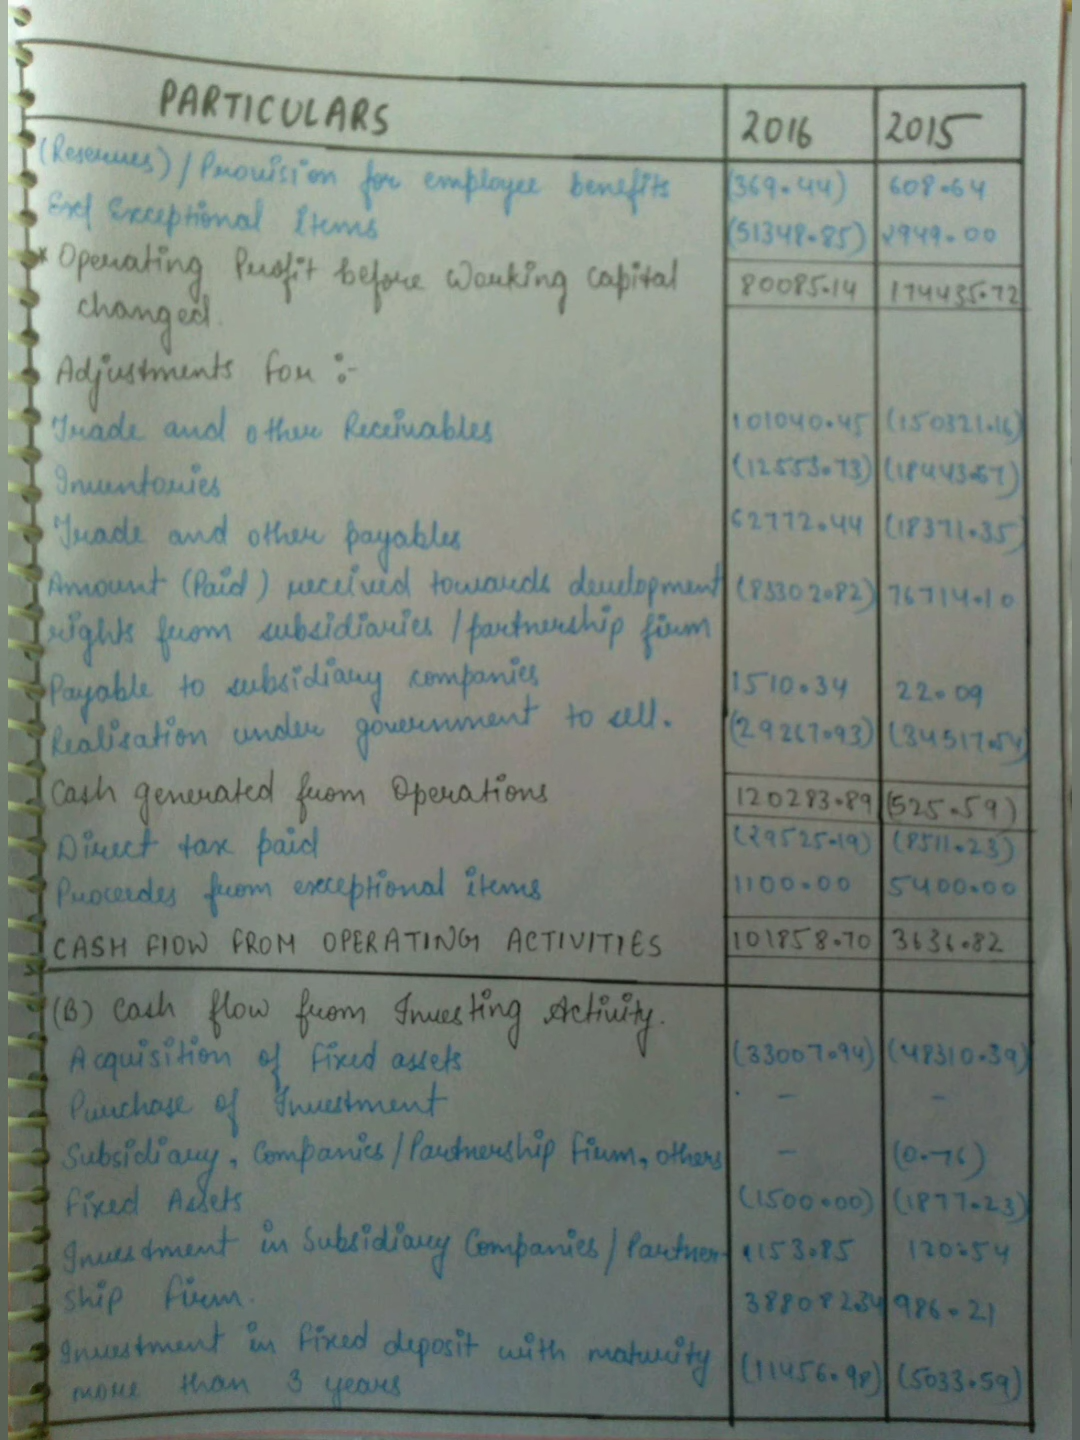 PARTICULARS 2016 2015
(Reserves) / Provision for employee benefits (369.44) 608.64
Exceptional Items (51348.85) 2949.00
* Operating Profit before Working capital 80085.14 174435.72
changed.
Adjustments for :-
Trade and other Receivables 101040.45 (150321.16)
Inventories (12553.73) (18443.57)
Trade and other payables 62772.44 (18371.35)
Amount (Paid) received towards development (83302.82) 76714.10
rights from subsidiaries / partnership firm
Payable to subsidiary companies 1510.34 22.09
Realisation under government to sell. (29267.93) (34517.54)
Cash generated from Operations 120283.89 (525.59)
Direct tax paid (29525.19) (8511.23)
Proceedes from exceptional items 1100.00 5400.00
CASH FlOW FROM OPERATING ACTIVITIES 101858.70 3636.82
(B) Cash flow from Investing Activity.
Acquisition of fixed assets (33007.94) (48310.39)
Purchase of Investment - -
Subsidiary, Companies / Partnership firm, others - (0.76)
fixed Assets (1500.00) (1877.23)
Investment in Subsidiary Companies / Partner- 1153.85 120.54
ship firm. 388082.34 986.21
Investment in fixed deposit with maturity (11456.98) (5033.59)
more than 3 years